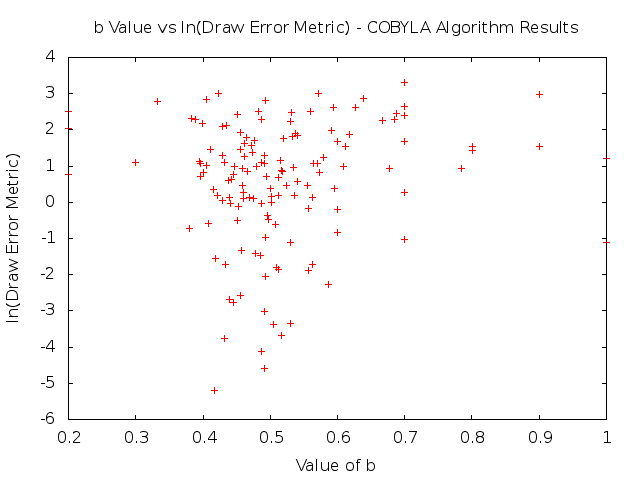 b Value vs ln(Draw Error Metric) - COBYLA Algorithm Results
4
3
2
1
0
-1
-2
-3
-4
-5
-6
ln(Draw Error Metric)
0.2 0.3 0.4 0.5 0.6 0.7 0.8 0.9 1
Value of b